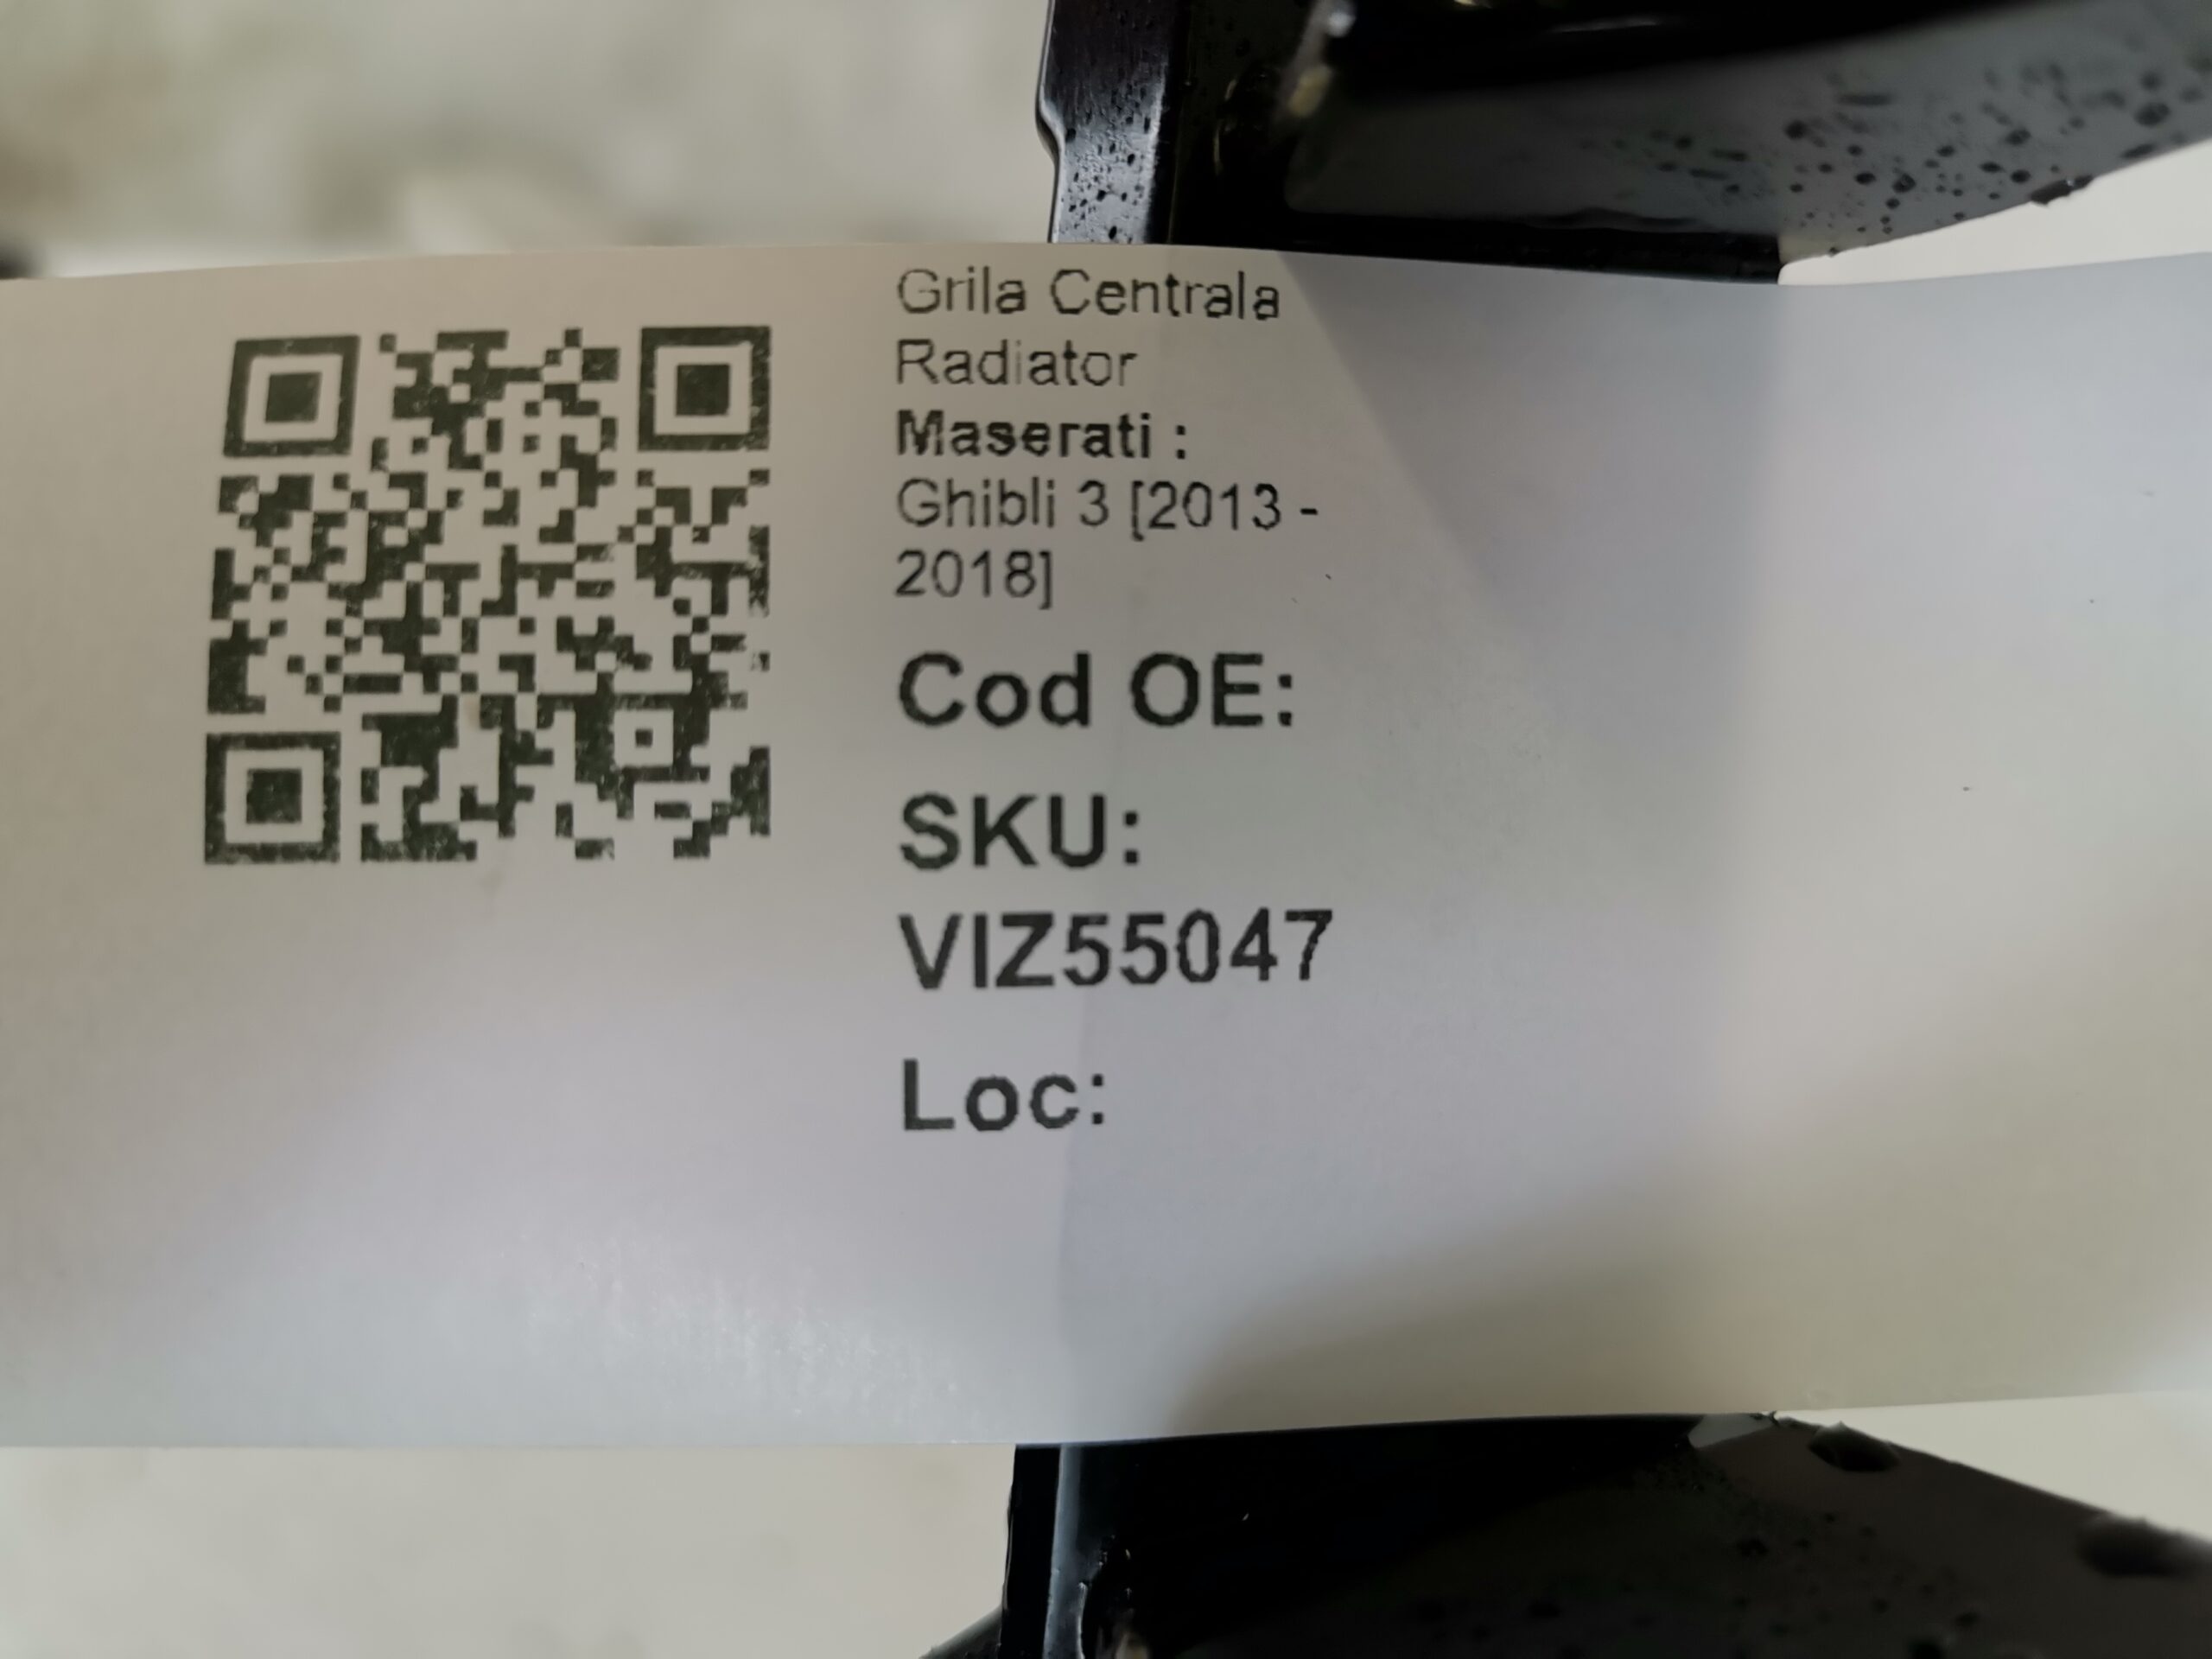 Grila Centrala
Radiator
Maserati :
Ghibli 3 [2013 -
2018]
Cod OE:
SKU:
VIZ55047
Loc: